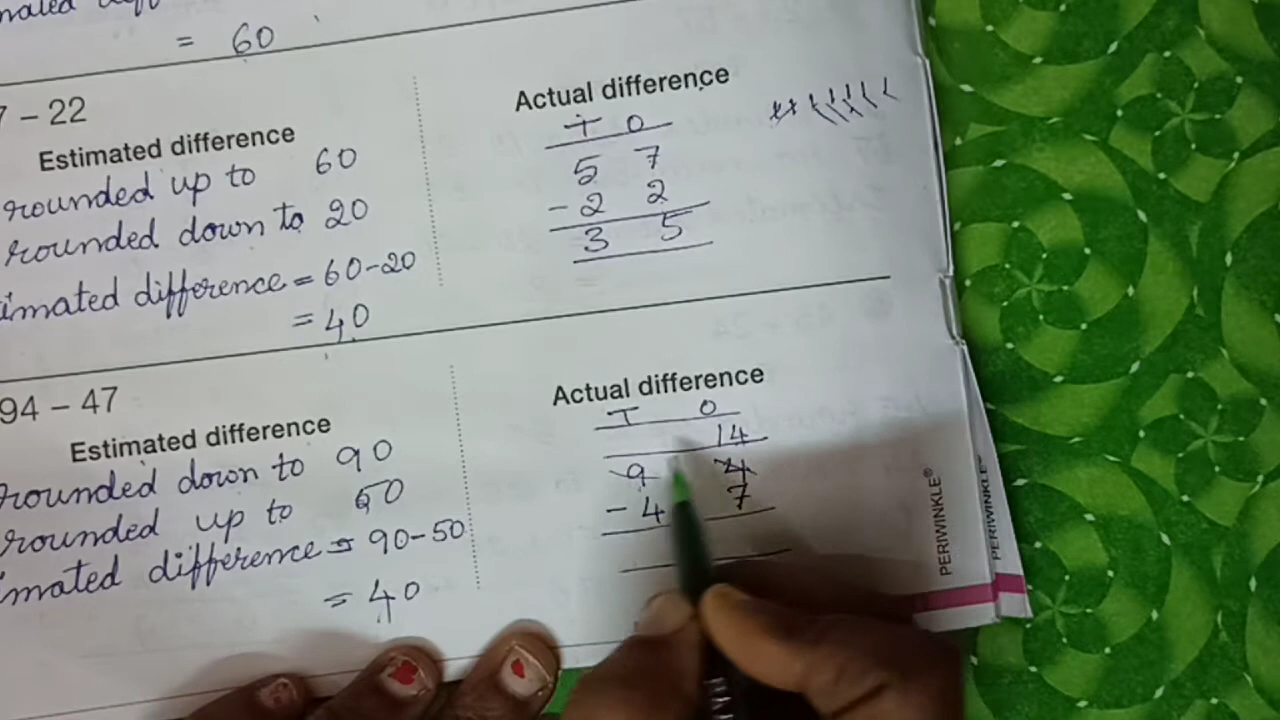 = 60
7 - 22
Estimated difference
rounded up to 60
rounded down to 20
imated difference = 60-20
= 40
Actual difference
T O
5 7
- 2 2
3 5
94 - 47
Estimated difference
rounded down to 90
rounded up to 50
imated difference = 90-50
= 40
Actual difference
T O
14
9 4
- 4 7
PERIWINKLE®
PERIWINKLE®